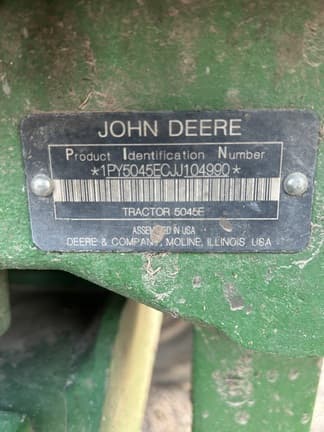 JOHN DEERE
Product Identification Number
*1PY5045ECJJ104990*
TRACTOR 5045E
ASSEMBLED IN USA
DEERE & COMPANY, MOLINE, ILLINOIS USA